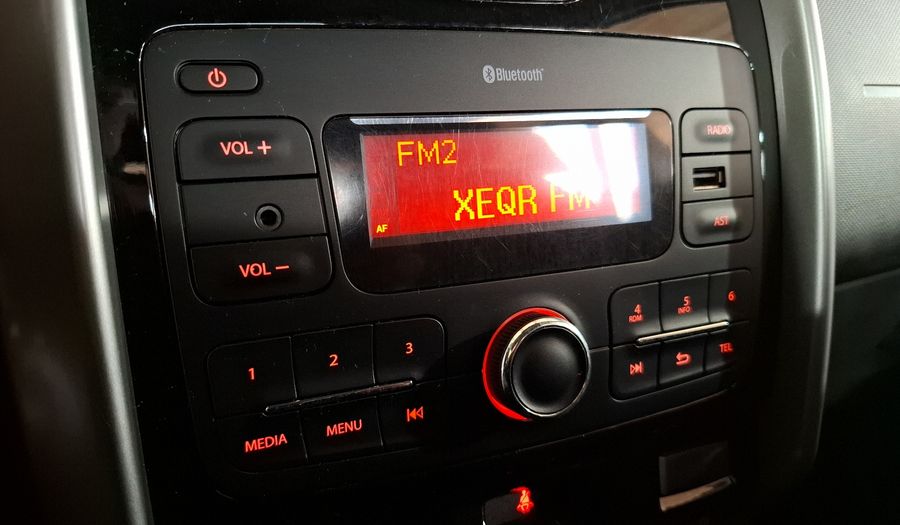 Bluetooth
VOL +
VOL −
FM2
XEQR FM
AF
RADIO
AST
1
2
3
MEDIA
MENU
4
RDM
5
INFO
6
TEL